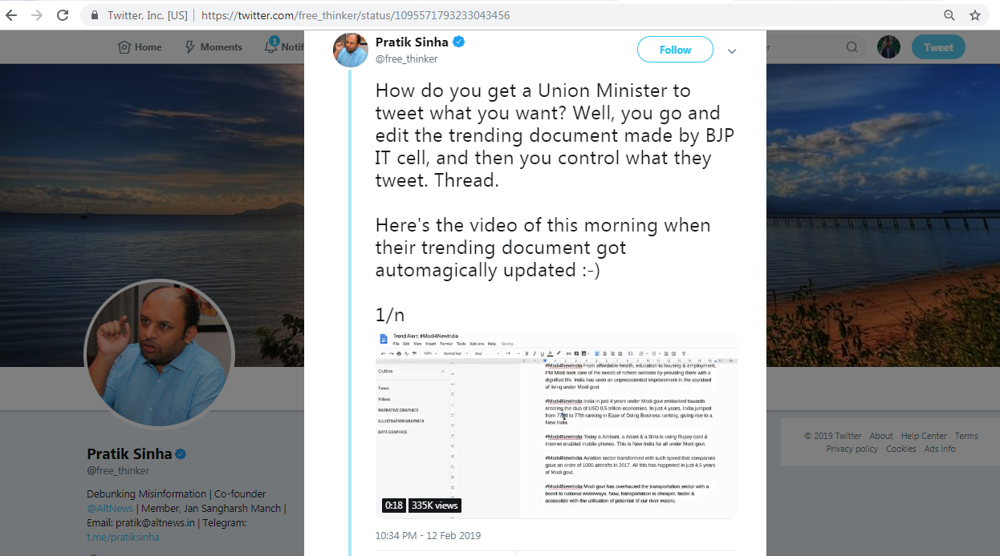 Twitter, Inc. [US] | https://twitter.com/free_thinker/status/1095571793233043456
Home
Moments
1
Notif
Tweet
Pratik Sinha
@free_thinker
Follow
How do you get a Union Minister to
tweet what you want? Well, you go and
edit the trending document made by BJP
IT cell, and then you control what they
tweet. Thread.
Here's the video of this morning when
their trending document got
automagically updated :-)
1/n
Trend Alert: #Modi4NewIndia
File Edit View Insert Format Tools Add-ons Help Saving...
100% Normal text Arial 14
Outline
Tweet
Videos
NARRATIVE GRAPHICS
ILLUSTRATION GRAPHICS
DATA GRAPHICS
#Modi4NewIndia From affordable health, education to housing & employment,
PM Modi took care of the needs of richest sections by providing them with a
dignified life. India has seen an unprecedented improvement in the standard
of living under Modi govt
#Modi4NewIndia India in just 4 years under Modi govt embarked towards
entering the club of USD 0.5 trillion economies. In just 4 years, India jumped
from to 77th ranking in Ease of Doing Business ranking, giving rise to a
New India
#Modi4NewIndia Today a Ambani, a Adani & a Birla is using Rupay card &
internet enabled mobile phones. This is New India for all under Modi govt.
#Modi4NewIndia Aviation sector transformed with such speed that companies
gave an order of 1000 aircrafts in 2017. All this has happened in just 4.5 years
of Modi govt.
#Modi4NewIndia Modi govt has overhauled the transportation sector with a
boost to national waterways. Now, transportation is cheaper, faster &
accessible with the utilisation of potential of our river waters.
0:18 335K views
10:34 PM - 12 Feb 2019
Pratik Sinha
@free_thinker
Debunking Misinformation | Co-founder
@AltNews | Member, Jan Sangharsh Manch |
Email: pratik@altnews.in | Telegram:
t.me/pratiksinha
© 2019 Twitter About Help Center Terms
Privacy policy Cookies Ads info